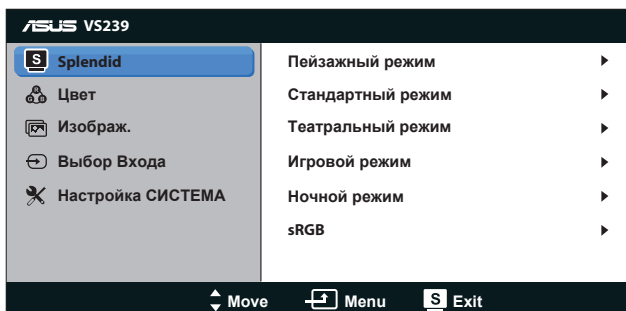 ASUS VS239
S Splendid
Цвет
Изображ.
Выбор Входа
Настройка СИСТЕМА
Пейзажный режим
Стандартный режим
Театральный режим
Игровой режим
Ночной режим
sRGB
Move Menu S Exit